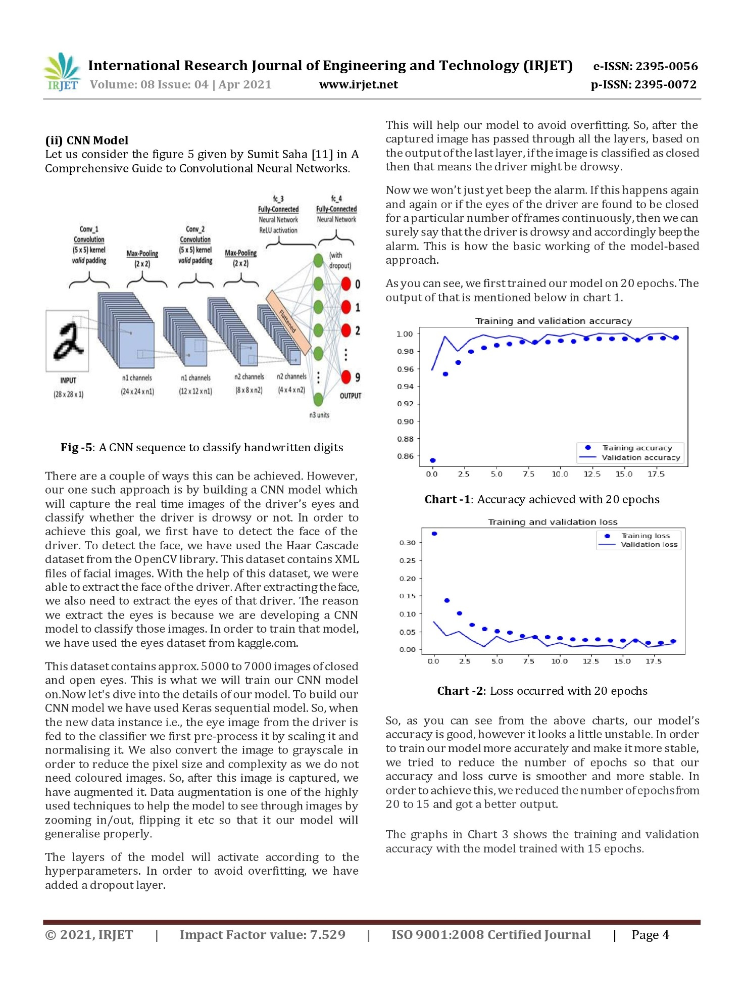 IRJET
International Research Journal of Engineering and Technology (IRJET) e-ISSN: 2395-0056
Volume: 08 Issue: 04 | Apr 2021 www.irjet.net p-ISSN: 2395-0072
(ii) CNN Model
Let us consider the figure 5 given by Sumit Saha [11] in A
Comprehensive Guide to Convolutional Neural Networks.
fc_3
Fully-Connected
Neural Network
ReLU activation
fc_4
Fully-Connected
Neural Network
Conv_1
Convolution
(5 x 5) kernel
valid padding
Max-Pooling
(2 x 2)
Conv_2
Convolution
(5 x 5) kernel
valid padding
Max-Pooling
(2 x 2)
(with
dropout)
0
1
2
9
Flattened
INPUT
(28 x 28 x 1)
n1 channels
(24 x 24 x n1)
n1 channels
(12 x 12 x n1)
n2 channels
(8 x 8 x n2)
n2 channels
(4 x 4 x n2)
OUTPUT
n3 units
Fig -5: A CNN sequence to classify handwritten digits
There are a couple of ways this can be achieved. However,
our one such approach is by building a CNN model which
will capture the real time images of the driver’s eyes and
classify whether the driver is drowsy or not. In order to
achieve this goal, we first have to detect the face of the
driver. To detect the face, we have used the Haar Cascade
dataset from the OpenCV library. This dataset contains XML
files of facial images. With the help of this dataset, we were
able to extract the face of the driver. After extracting the face,
we also need to extract the eyes of that driver. The reason
we extract the eyes is because we are developing a CNN
model to classify those images. In order to train that model,
we have used the eyes dataset from kaggle.com.
This dataset contains approx. 5000 to 7000 images of closed
and open eyes. This is what we will train our CNN model
on.Now let's dive into the details of our model. To build our
CNN model we have used Keras sequential model. So, when
the new data instance i.e., the eye image from the driver is
fed to the classifier we first pre-process it by scaling it and
normalising it. We also convert the image to grayscale in
order to reduce the pixel size and complexity as we do not
need coloured images. So, after this image is captured, we
have augmented it. Data augmentation is one of the highly
used techniques to help the model to see through images by
zooming in/out, flipping it etc so that it our model will
generalise properly.
The layers of the model will activate according to the
hyperparameters. In order to avoid overfitting, we have
added a dropout layer.
This will help our model to avoid overfitting. So, after the
captured image has passed through all the layers, based on
the output of the last layer, if the image is classified as closed
then that means the driver might be drowsy.
Now we won’t just yet beep the alarm. If this happens again
and again or if the eyes of the driver are found to be closed
for a particular number of frames continuously, then we can
surely say that the driver is drowsy and accordingly beep the
alarm. This is how the basic working of the model-based
approach.
As you can see, we first trained our model on 20 epochs. The
output of that is mentioned below in chart 1.
Training and validation accuracy
1.00
0.98
0.96
0.94
0.92
0.90
0.88
0.86
Training accuracy
Validation accuracy
0.0 2.5 5.0 7.5 10.0 12.5 15.0 17.5
Chart -1: Accuracy achieved with 20 epochs
Training and validation loss
Training loss
Validation loss
0.30
0.25
0.20
0.15
0.10
0.05
0.00
0.0 2.5 5.0 7.5 10.0 12.5 15.0 17.5
Chart -2: Loss occurred with 20 epochs
So, as you can see from the above charts, our model’s
accuracy is good, however it looks a little unstable. In order
to train our model more accurately and make it more stable,
we tried to reduce the number of epochs so that our
accuracy and loss curve is smoother and more stable. In
order to achieve this, we reduced the number of epochs from
20 to 15 and got a better output.
The graphs in Chart 3 shows the training and validation
accuracy with the model trained with 15 epochs.
© 2021, IRJET | Impact Factor value: 7.529 | ISO 9001:2008 Certified Journal | Page 4